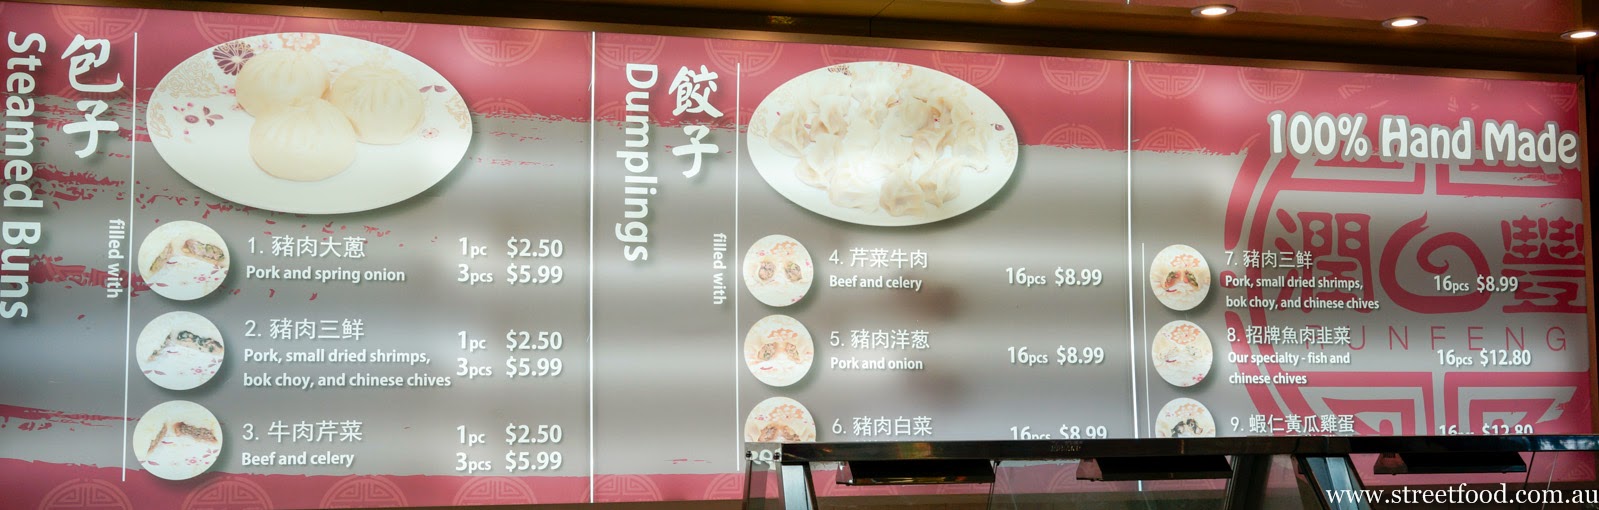 包子
Steamed Buns
filled with
1. 豬肉大蔥
Pork and spring onion
1pc $2.50
3pcs $5.99
2. 豬肉三鮮
Pork, small dried shrimps,
bok choy, and chinese chives
1pc $2.50
3pcs $5.99
3. 牛肉芹菜
Beef and celery
1pc $2.50
3pcs $5.99
餃子
Dumplings
filled with
4. 芹菜牛肉
Beef and celery
16pcs $8.99
5. 豬肉洋葱
Pork and onion
16pcs $8.99
6. 豬肉白菜
16pcs $8.99
100% Hand Made
潤豐
RUNFENG
7. 豬肉三鮮
Pork, small dried shrimps,
bok choy, and chinese chives
16pcs $8.99
8. 招牌魚肉韭菜
Our specialty - fish and
chinese chives
16pcs $12.80
9. 蝦仁黃瓜雞蛋
16pcs $12.80
www.streetfood.com.au